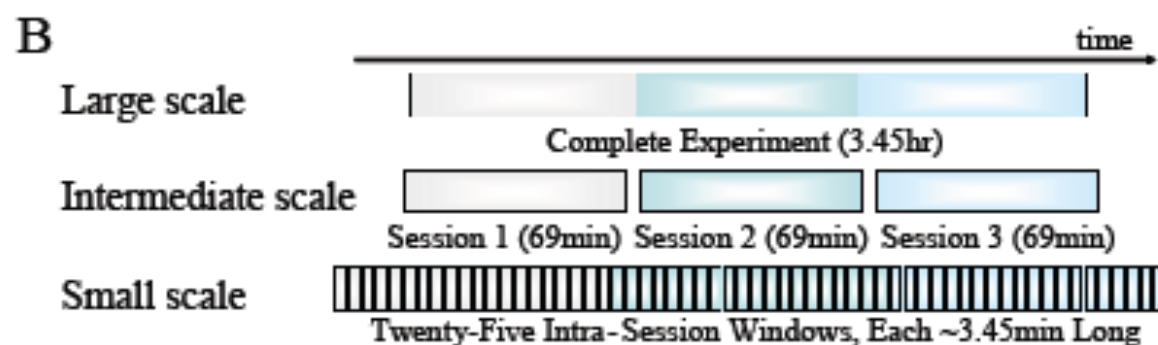 B
time
Large scale
Complete Experiment (3.45hr)
Intermediate scale
Session 1 (69min) Session 2 (69min) Session 3 (69min)
Small scale
Twenty-Five Intra-Session Windows, Each ~3.45min Long